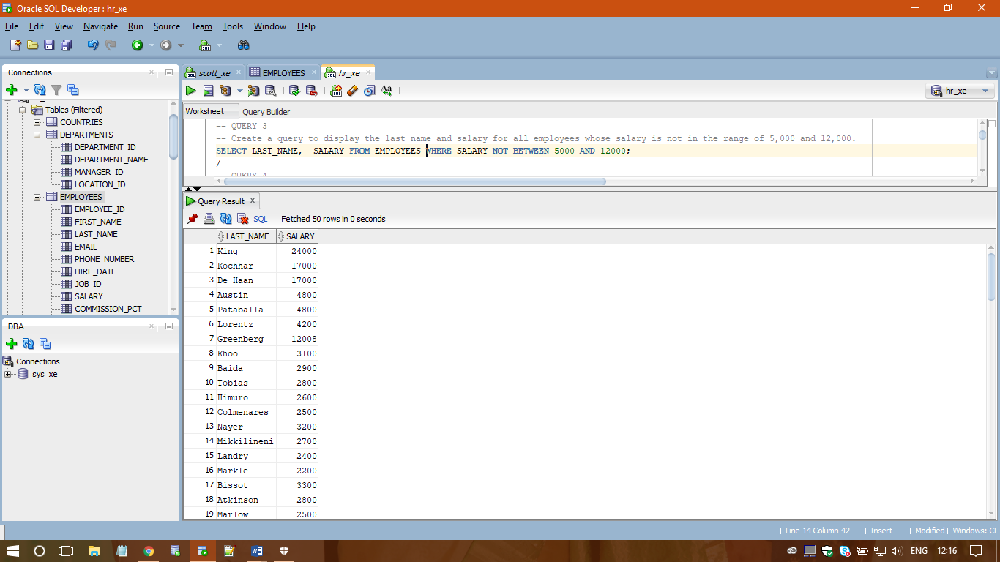 Oracle SQL Developer : hr_xe
File Edit View Navigate Run Source Team Tools Window Help
Connections
Tables (Filtered)
COUNTRIES
DEPARTMENTS
DEPARTMENT_ID
DEPARTMENT_NAME
MANAGER_ID
LOCATION_ID
EMPLOYEES
EMPLOYEE_ID
FIRST_NAME
LAST_NAME
EMAIL
PHONE_NUMBER
HIRE_DATE
JOB_ID
SALARY
COMMISSION_PCT
DBA
Connections
sys_xe
scott_xe EMPLOYEES hr_xe
hr_xe
Worksheet Query Builder
-- QUERY 3
-- Create a query to display the last name and salary for all employees whose salary is not in the range of 5,000 and 12,000.
SELECT LAST_NAME,  SALARY FROM EMPLOYEES WHERE SALARY NOT BETWEEN 5000 AND 12000;
/
-- QUERY 4
Query Result x
SQL | Fetched 50 rows in 0 seconds
LAST_NAME SALARY
1 King 24000
2 Kochhar 17000
3 De Haan 17000
4 Austin 4800
5 Pataballa 4800
6 Lorentz 4200
7 Greenberg 12008
8 Khoo 3100
9 Baida 2900
10 Tobias 2800
11 Himuro 2600
12 Colmenares 2500
13 Nayer 3200
14 Mikkilineni 2700
15 Landry 2400
16 Markle 2200
17 Bissot 3300
18 Atkinson 2800
19 Marlow 2500
| Line 14 Column 42 | Insert | Modified | Windows: CF
ENG 12:16